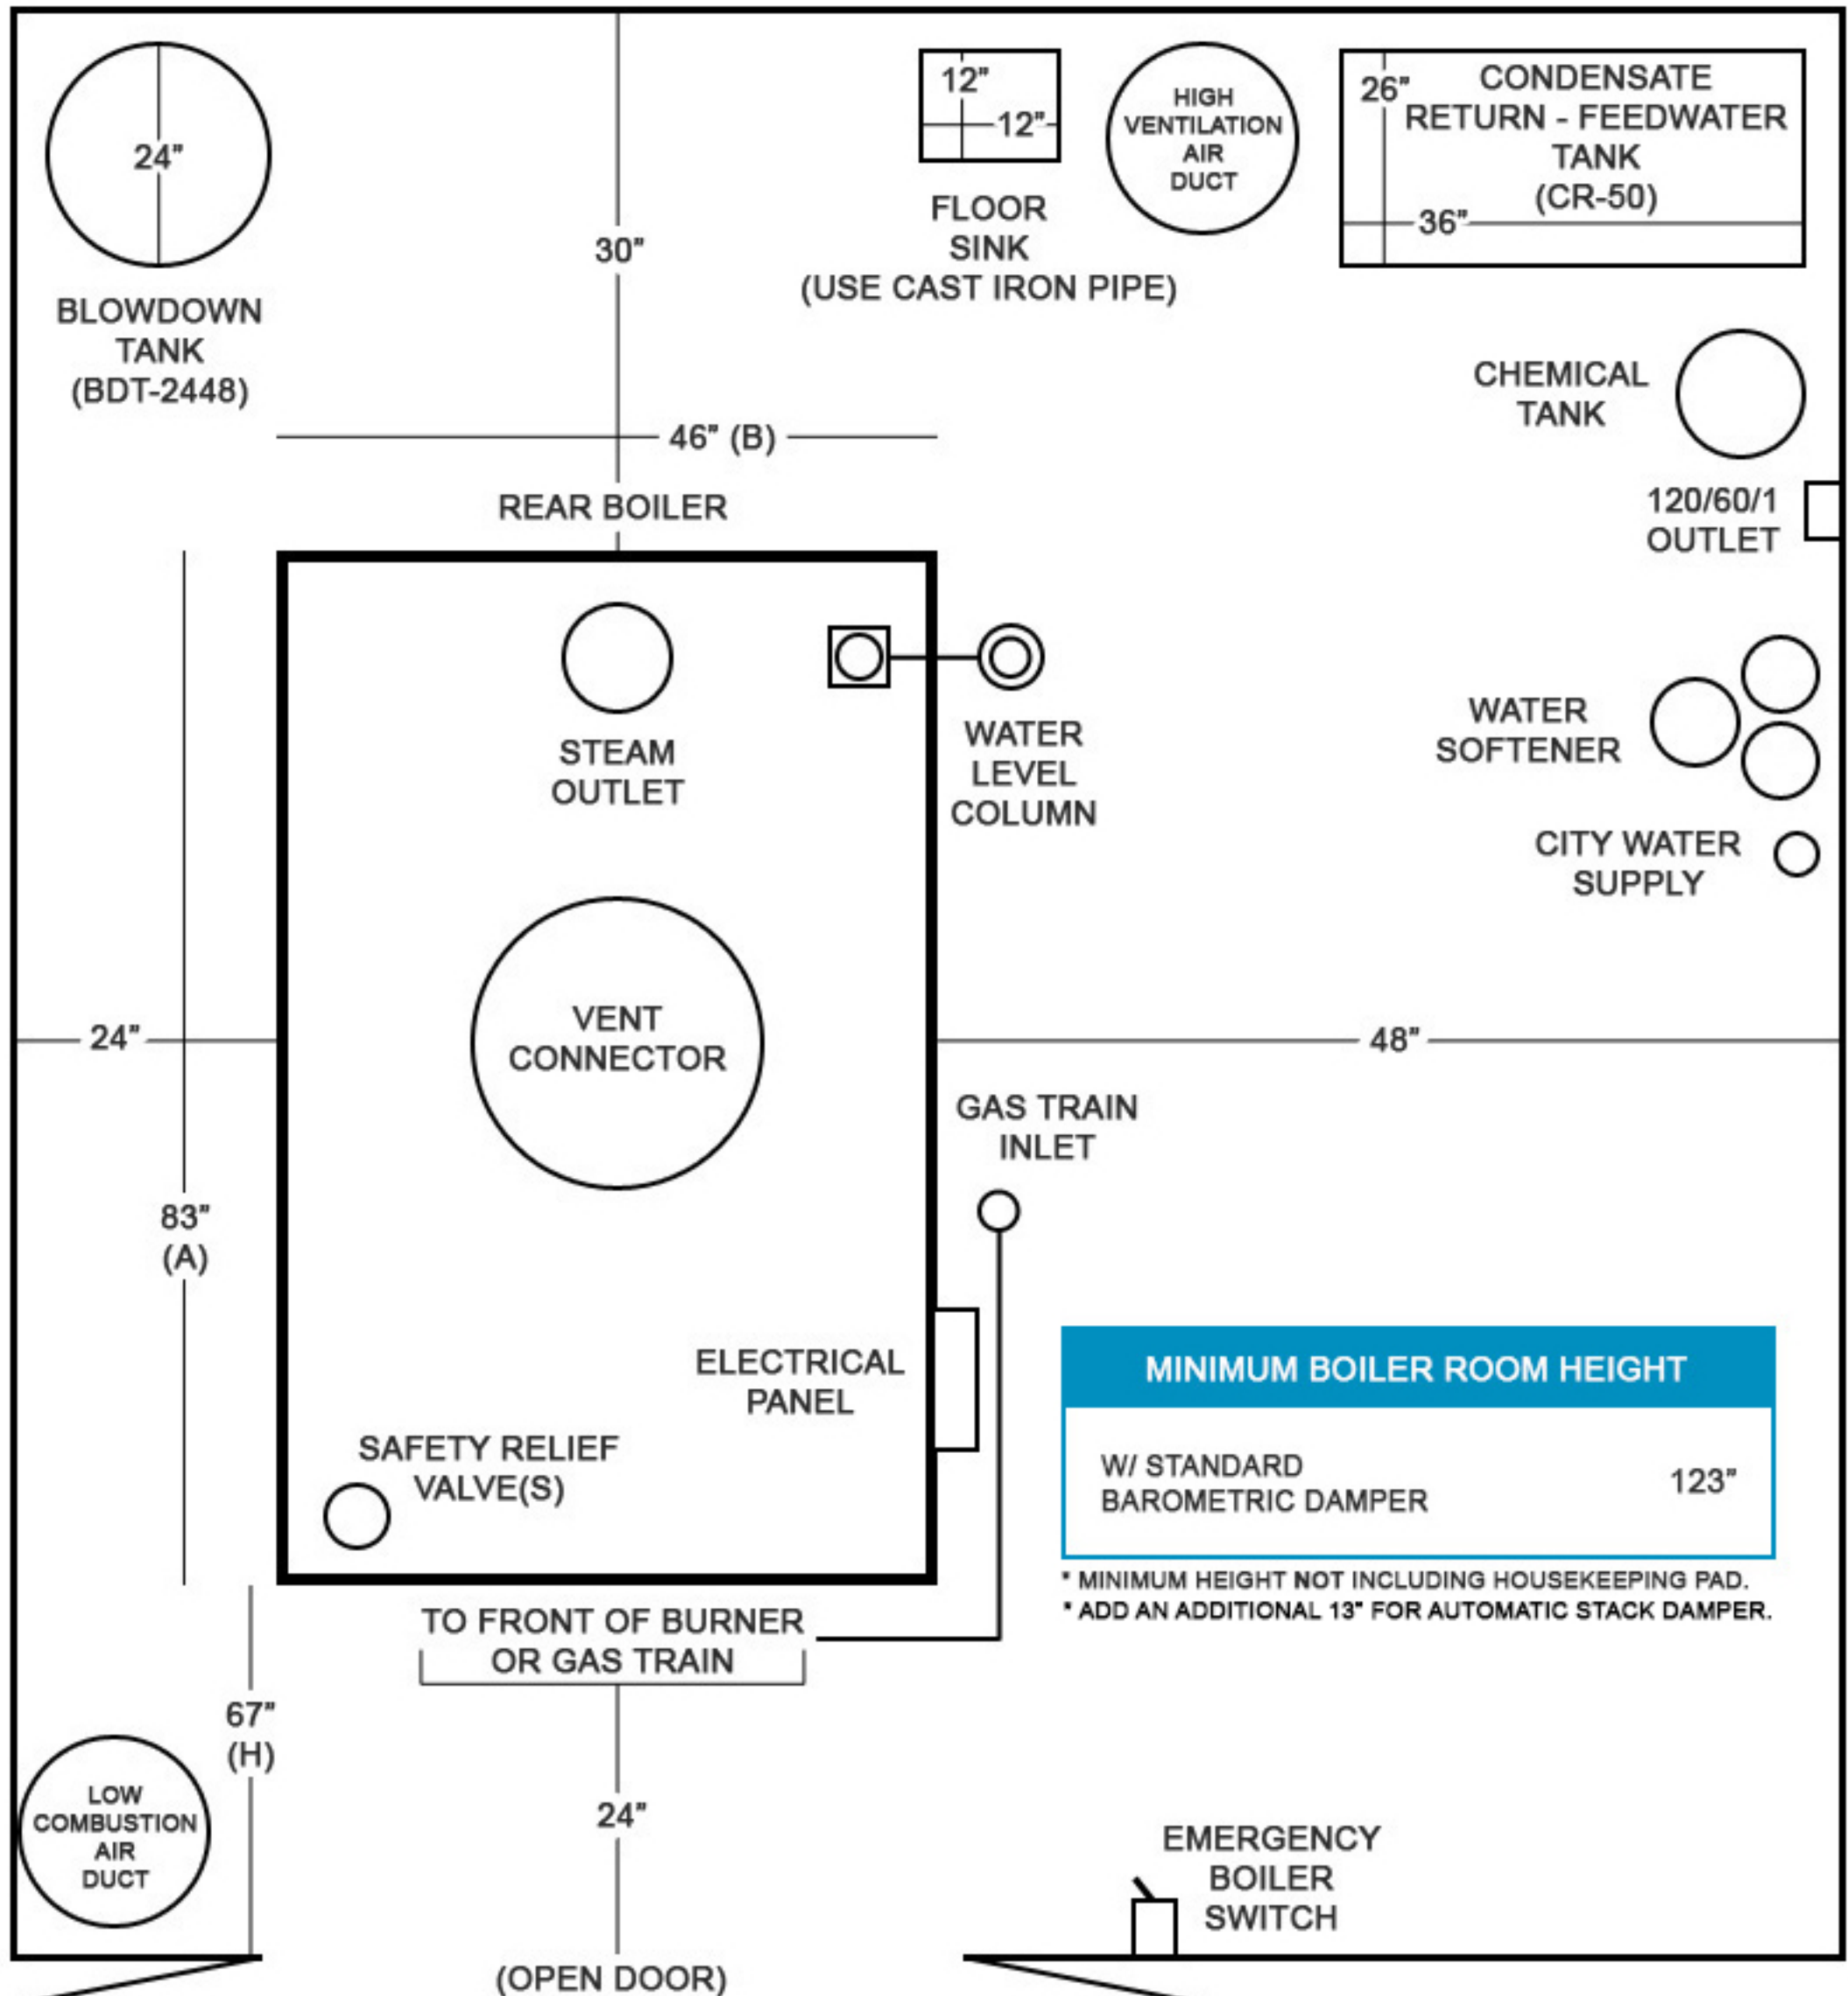 24”
BLOWDOWN
TANK
(BDT-2448)
30”
12”
12”
FLOOR
SINK
(USE CAST IRON PIPE)
HIGH
VENTILATION
AIR
DUCT
26”
CONDENSATE
RETURN - FEEDWATER
TANK
(CR-50)
36”
CHEMICAL
TANK
120/60/1
OUTLET
46” (B)
REAR BOILER
STEAM
OUTLET
WATER
LEVEL
COLUMN
WATER
SOFTENER
CITY WATER
SUPPLY
24”
VENT
CONNECTOR
48”
83”
(A)
GAS TRAIN
INLET
ELECTRICAL
PANEL
SAFETY RELIEF
VALVE(S)
MINIMUM BOILER ROOM HEIGHT
W/ STANDARD
BAROMETRIC DAMPER
123”
* MINIMUM HEIGHT NOT INCLUDING HOUSEKEEPING PAD.
* ADD AN ADDITIONAL 13” FOR AUTOMATIC STACK DAMPER.
TO FRONT OF BURNER
OR GAS TRAIN
67”
(H)
LOW
COMBUSTION
AIR
DUCT
24”
EMERGENCY
BOILER
SWITCH
(OPEN DOOR)